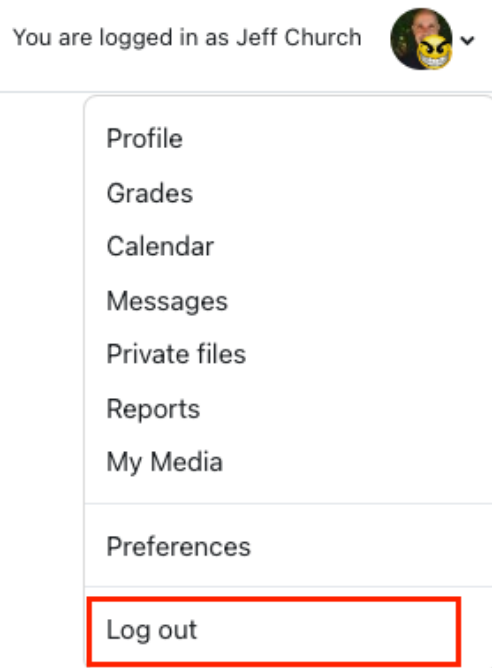 You are logged in as Jeff Church
Profile
Grades
Calendar
Messages
Private files
Reports
My Media
Preferences
Log out